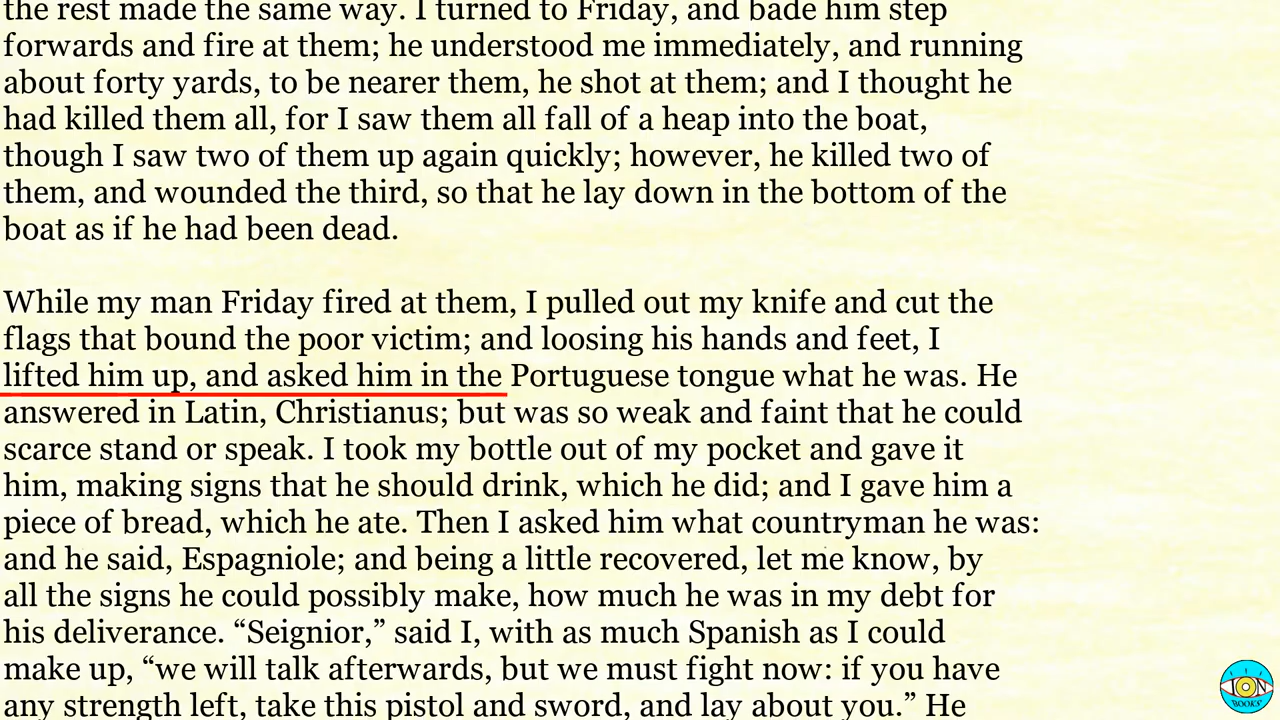 the rest made the same way. I turned to Friday, and bade him step
forwards and fire at them; he understood me immediately, and running
about forty yards, to be nearer them, he shot at them; and I thought he
had killed them all, for I saw them all fall of a heap into the boat,
though I saw two of them up again quickly; however, he killed two of
them, and wounded the third, so that he lay down in the bottom of the
boat as if he had been dead.
While my man Friday fired at them, I pulled out my knife and cut the
flags that bound the poor victim; and loosing his hands and feet, I
lifted him up, and asked him in the Portuguese tongue what he was. He
answered in Latin, Christianus; but was so weak and faint that he could
scarce stand or speak. I took my bottle out of my pocket and gave it
him, making signs that he should drink, which he did; and I gave him a
piece of bread, which he ate. Then I asked him what countryman he was:
and he said, Espagniole; and being a little recovered, let me know, by
all the signs he could possibly make, how much he was in my debt for
his deliverance. “Seignior,” said I, with as much Spanish as I could
make up, “we will talk afterwards, but we must fight now: if you have
any strength left, take this pistol and sword, and lay about you.” He
ION
BOOKS